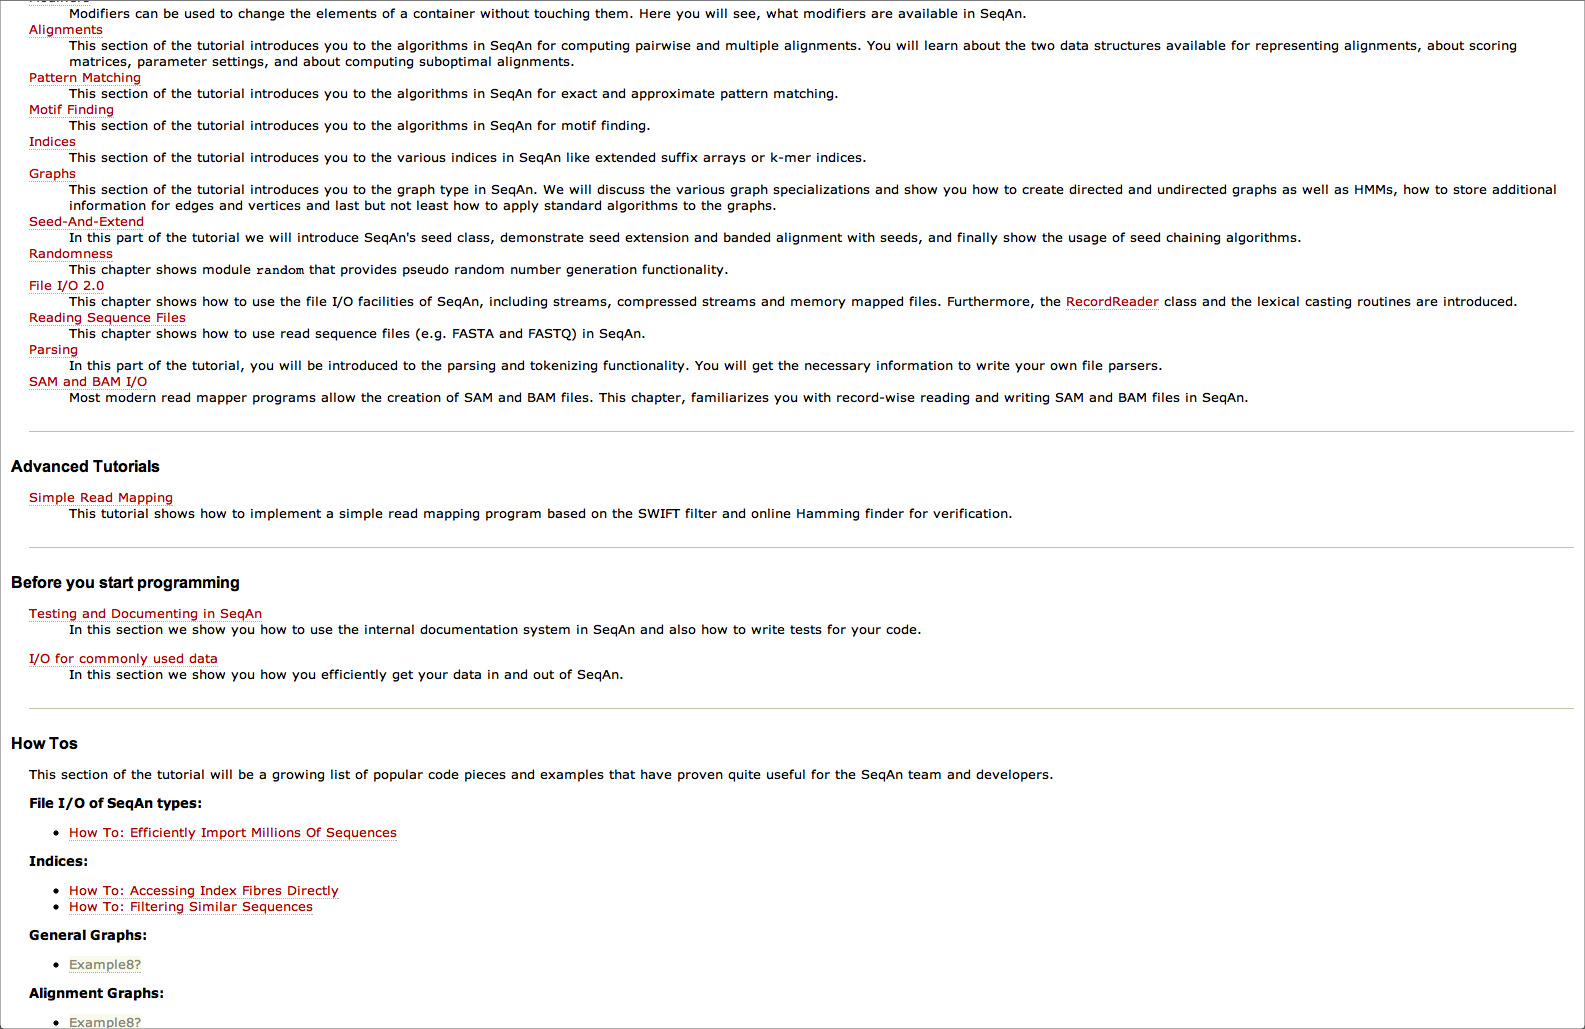 Modifiers can be used to change the elements of a container without touching them. Here you will see, what modifiers are available in SeqAn.
Alignments
This section of the tutorial introduces you to the algorithms in SeqAn for computing pairwise and multiple alignments. You will learn about the two data structures available for representing alignments, about scoring
matrices, parameter settings, and about computing suboptimal alignments.
Pattern Matching
This section of the tutorial introduces you to the algorithms in SeqAn for exact and approximate pattern matching.
Motif Finding
This section of the tutorial introduces you to the algorithms in SeqAn for motif finding.
Indices
This section of the tutorial introduces you to the various indices in SeqAn like extended suffix arrays or k-mer indices.
Graphs
This section of the tutorial introduces you to the graph type in SeqAn. We will discuss the various graph specializations and show you how to create directed and undirected graphs as well as HMMs, how to store additional
information for edges and vertices and last but not least how to apply standard algorithms to the graphs.
Seed-And-Extend
In this part of the tutorial we will introduce SeqAn's seed class, demonstrate seed extension and banded alignment with seeds, and finally show the usage of seed chaining algorithms.
Randomness
This chapter shows module random that provides pseudo random number generation functionality.
File I/O 2.0
This chapter shows how to use the file I/O facilities of SeqAn, including streams, compressed streams and memory mapped files. Furthermore, the RecordReader class and the lexical casting routines are introduced.
Reading Sequence Files
This chapter shows how to use read sequence files (e.g. FASTA and FASTQ) in SeqAn.
Parsing
In this part of the tutorial, you will be introduced to the parsing and tokenizing functionality. You will get the necessary information to write your own file parsers.
SAM and BAM I/O
Most modern read mapper programs allow the creation of SAM and BAM files. This chapter, familiarizes you with record-wise reading and writing SAM and BAM files in SeqAn.
Advanced Tutorials
Simple Read Mapping
This tutorial shows how to implement a simple read mapping program based on the SWIFT filter and online Hamming finder for verification.
Before you start programming
Testing and Documenting in SeqAn
In this section we show you how to use the internal documentation system in SeqAn and also how to write tests for your code.
I/O for commonly used data
In this section we show you how you efficiently get your data in and out of SeqAn.
How Tos
This section of the tutorial will be a growing list of popular code pieces and examples that have proven quite useful for the SeqAn team and developers.
File I/O of SeqAn types:
• How To: Efficiently Import Millions Of Sequences
Indices:
• How To: Accessing Index Fibres Directly
• How To: Filtering Similar Sequences
General Graphs:
• Example8?
Alignment Graphs:
• Example8?